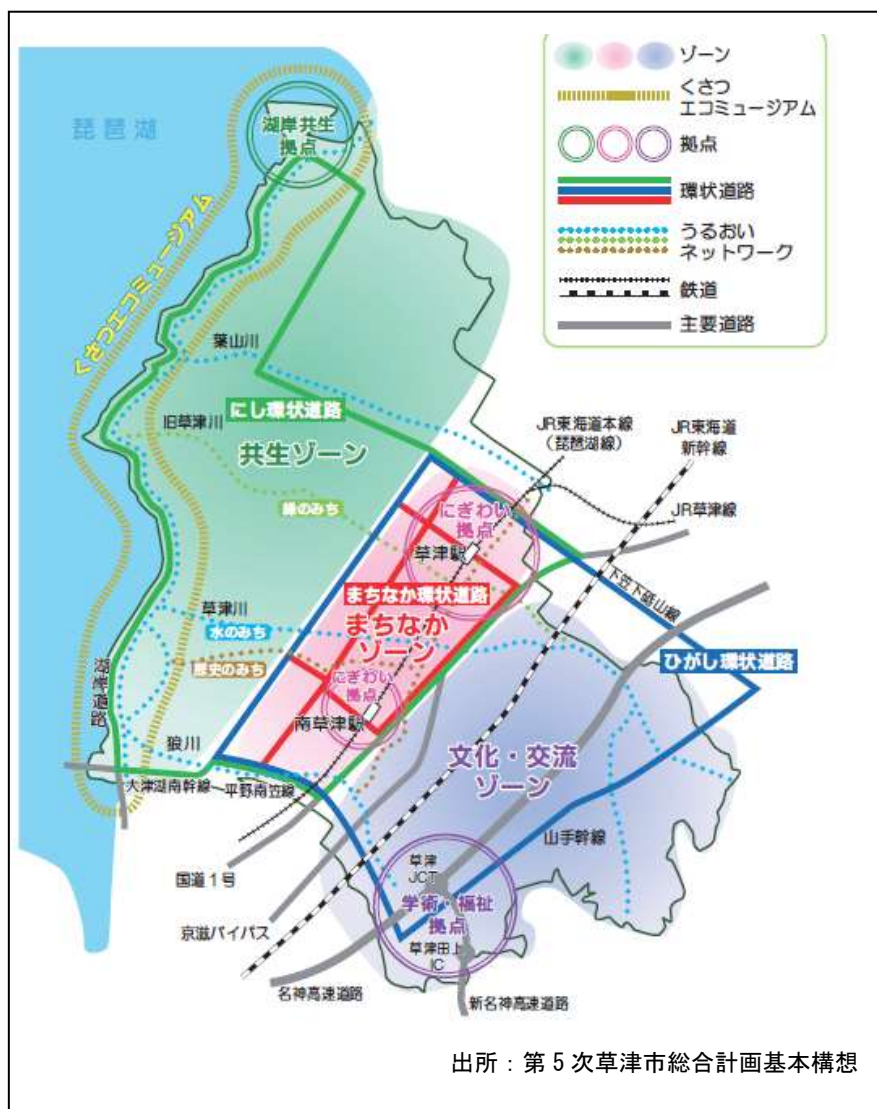 ゾーン
くさつ
エコミュージアム
拠点
環状道路
うるおい
ネットワーク
鉄道
主要道路
琵琶湖
湖岸共生
拠点
くさつエコミュージアム
葉山川
旧草津川
にし環状道路
共生ゾーン
緑のみち
JR東海道本線
(琵琶湖線)
JR東海道
新幹線
JR草津線
にぎわい
拠点
草津駅
まちなか環状道路
まちなか
ゾーン
下笠下砥山線
ひがし環状道路
草津川
水のみち
歴史のみち
にぎわい
拠点
南草津駅
湖岸道路
狼川
大津湖南幹線
平野南笠線
文化・交流
ゾーン
山手幹線
国道1号
京滋バイパス
草津
JCT
学術・福祉
拠点
草津田上
IC
名神高速道路
新名神高速道路
出所：第5次草津市総合計画基本構想